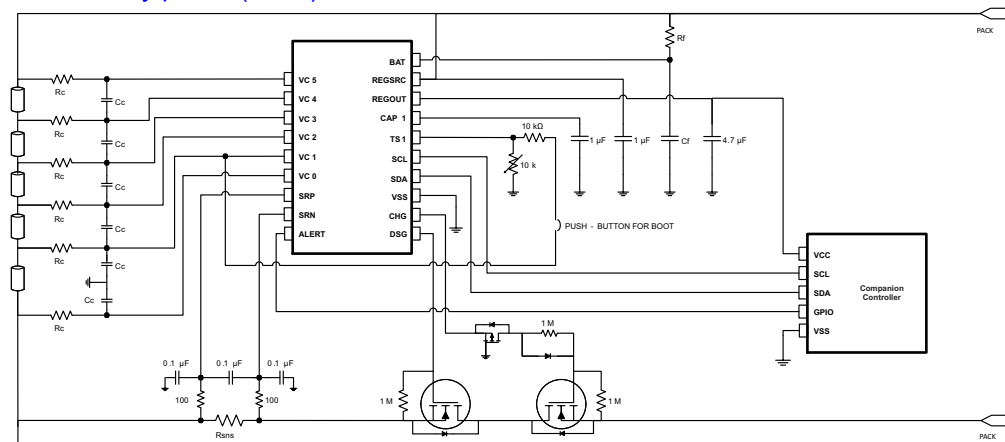 PACK
Rf
BAT
REGSRC
REGOUT
CAP 1
TS1
SCL
SDA
VSS
CHG
DSG
VC 5
VC 4
VC 3
VC 2
VC 1
VC 0
SRP
SRN
ALERT
Rc
Cc
Rc
Cc
Rc
Cc
Rc
Cc
Rc
Cc
Cc
Rc
10 kΩ
10 k
1 µF
1 µF
Cf
4.7 µF
PUSH - BUTTON FOR BOOT
VCC
SCL
SDA
GPIO
VSS
Companion
Controller
1 M
0.1 µF
0.1 µF
0.1 µF
100
100
1 M
1 M
Rsns
PACK